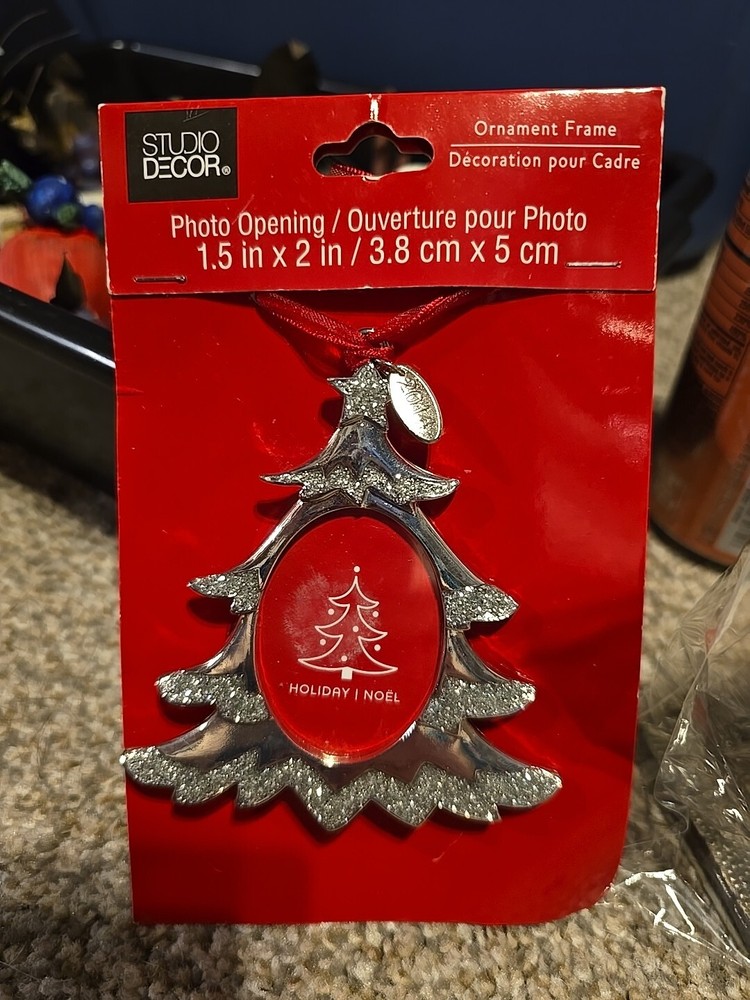 STUDIO
DECOR®
Ornament Frame
Décoration pour Cadre
Photo Opening / Ouverture pour Photo
1.5 in x 2 in / 3.8 cm x 5 cm
2014
HOLIDAY | NOËL